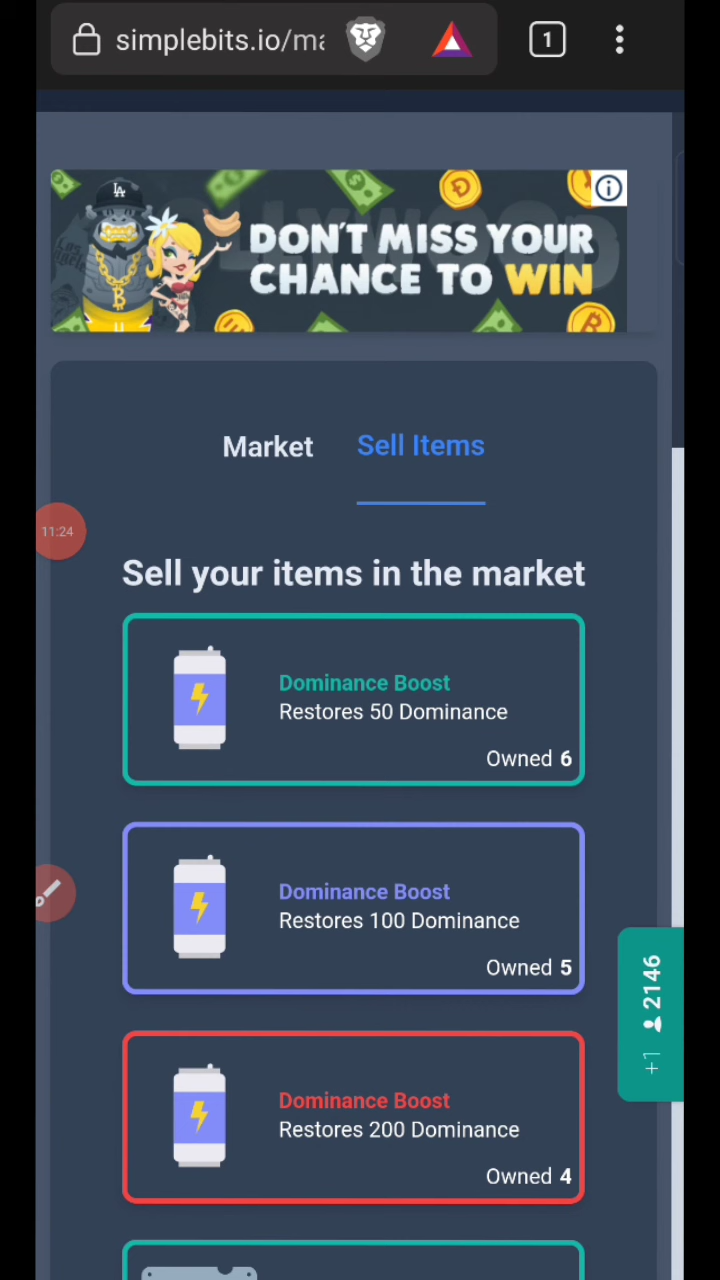 simplebits.io/ma
1
LA
DON'T MISS YOUR
CHANCE TO WIN
Market
Sell Items
11:24
Sell your items in the market
Dominance Boost
Restores 50 Dominance
Owned 6
Dominance Boost
Restores 100 Dominance
Owned 5
+1 2146
Dominance Boost
Restores 200 Dominance
Owned 4